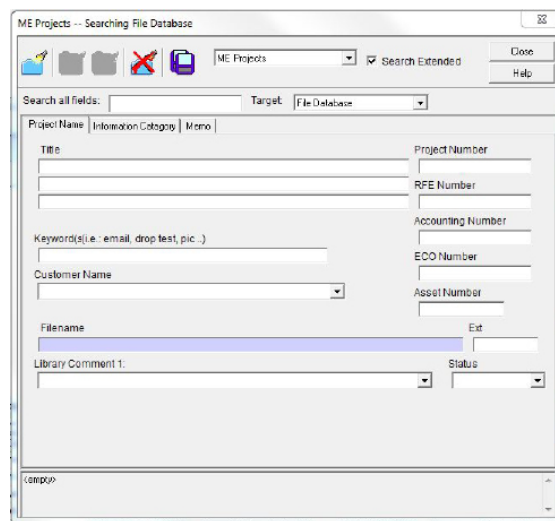 ME Projects -- Searching File Database
ME Projects
Search Extended
Close
Help
Search all fields:
Target:
File Database
Project Name
Information Category
Memo
Title
Project Number
RFE Number
Accounting Number
Keyword(s(i.e.: email, drop test, pic...)
ECO Number
Customer Name
Asset Number
Filename
Ext
Library Comment 1:
Status
<empty>